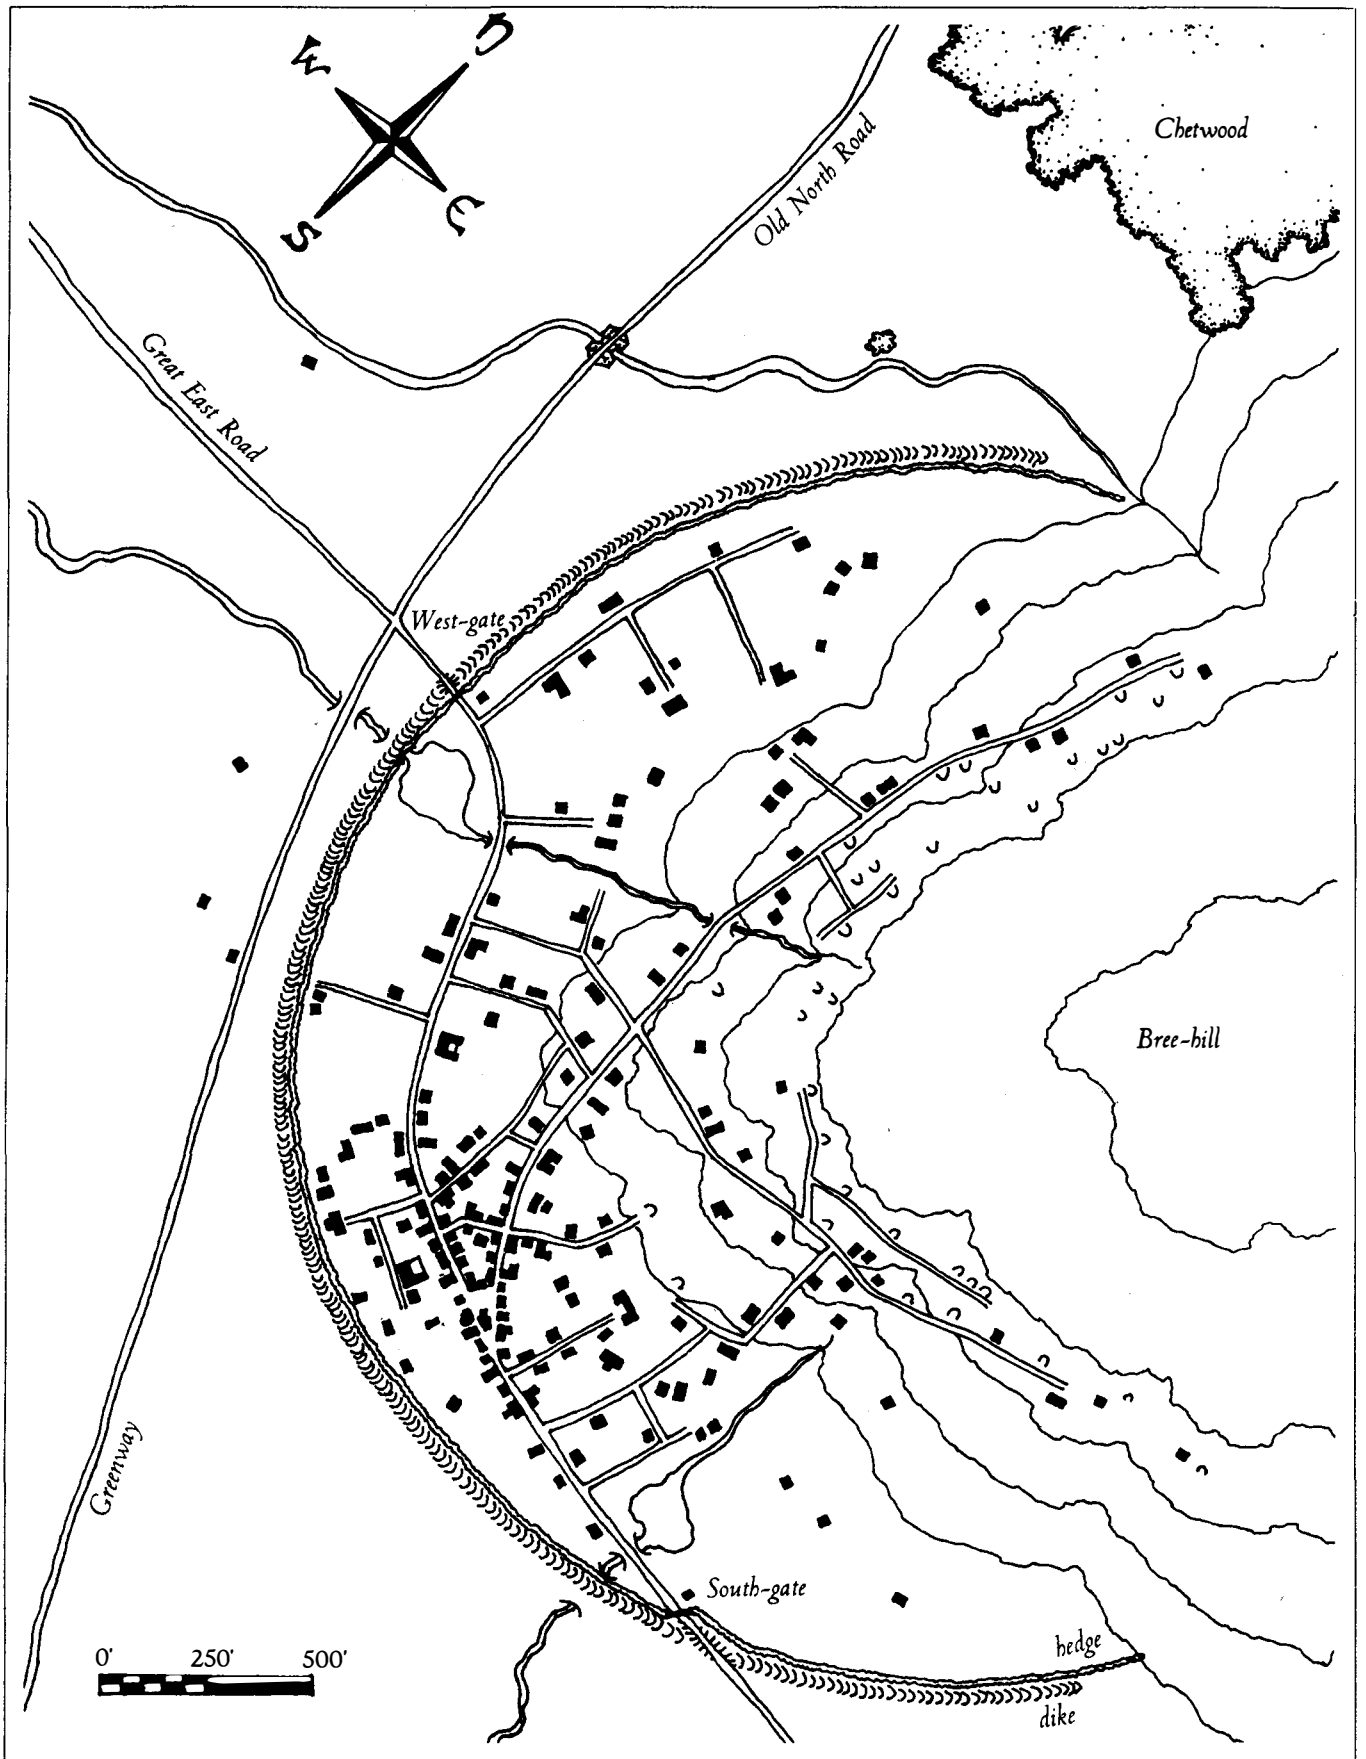 N
W
E
S
Chetwood
Old North Road
Great East Road
West-gate
Bree-hill
Greenway
South-gate
0' 250' 500'
hedge
dike